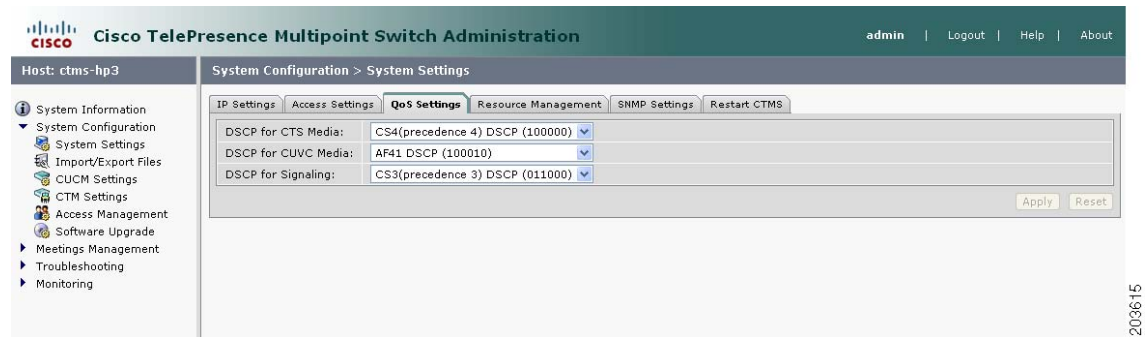 CISCO
Cisco TelePresence Multipoint Switch Administration
admin | Logout | Help | About
Host: ctms-hp3
System Configuration > System Settings
System Information
System Configuration
System Settings
Import/Export Files
CUCM Settings
CTM Settings
Access Management
Software Upgrade
Meetings Management
Troubleshooting
Monitoring
IP Settings Access Settings QoS Settings Resource Management SNMP Settings Restart CTMS
DSCP for CTS Media: CS4(precedence 4) DSCP (100000)
DSCP for CUVC Media: AF41 DSCP (100010)
DSCP for Signaling: CS3(precedence 3) DSCP (011000)
Apply Reset
203615